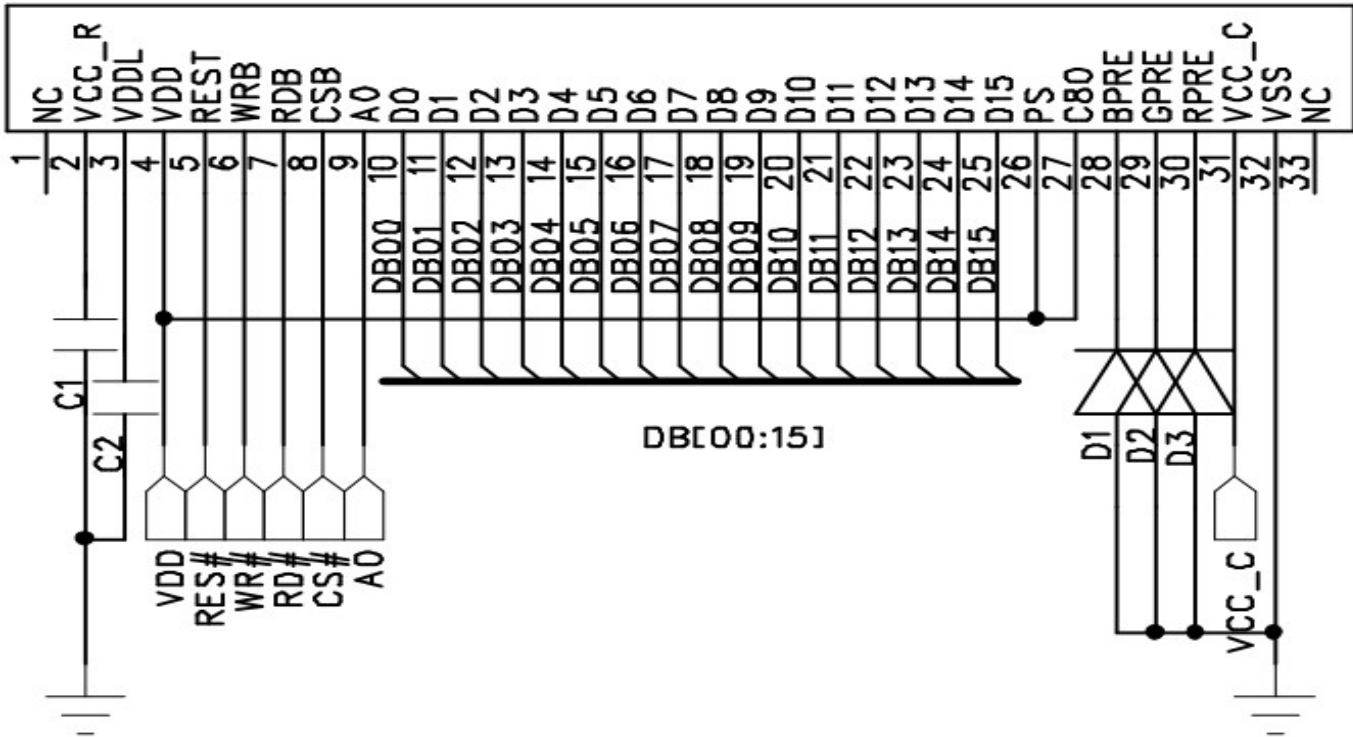 NC
VCC_R
VDDL
VDD
REST
WRB
RDB
CSB
A0
D0
D1
D2
D3
D4
D5
D6
D7
D8
D9
D10
D11
D12
D13
D14
D15
PS
C80
BPRE
GPRE
RPRE
VCC_C
VSS
NC
1
2
3
4
5
6
7
8
9
10
11
12
13
14
15
16
17
18
19
20
21
22
23
24
25
26
27
28
29
30
31
32
33
DB00
DB01
DB02
DB03
DB04
DB05
DB06
DB07
DB08
DB09
DB10
DB11
DB12
DB13
DB14
DB15
C1
C2
DB[00:15]
D1
D2
D3
VDD
RES#
WR#
RD#
CS#
A0
VCC_C